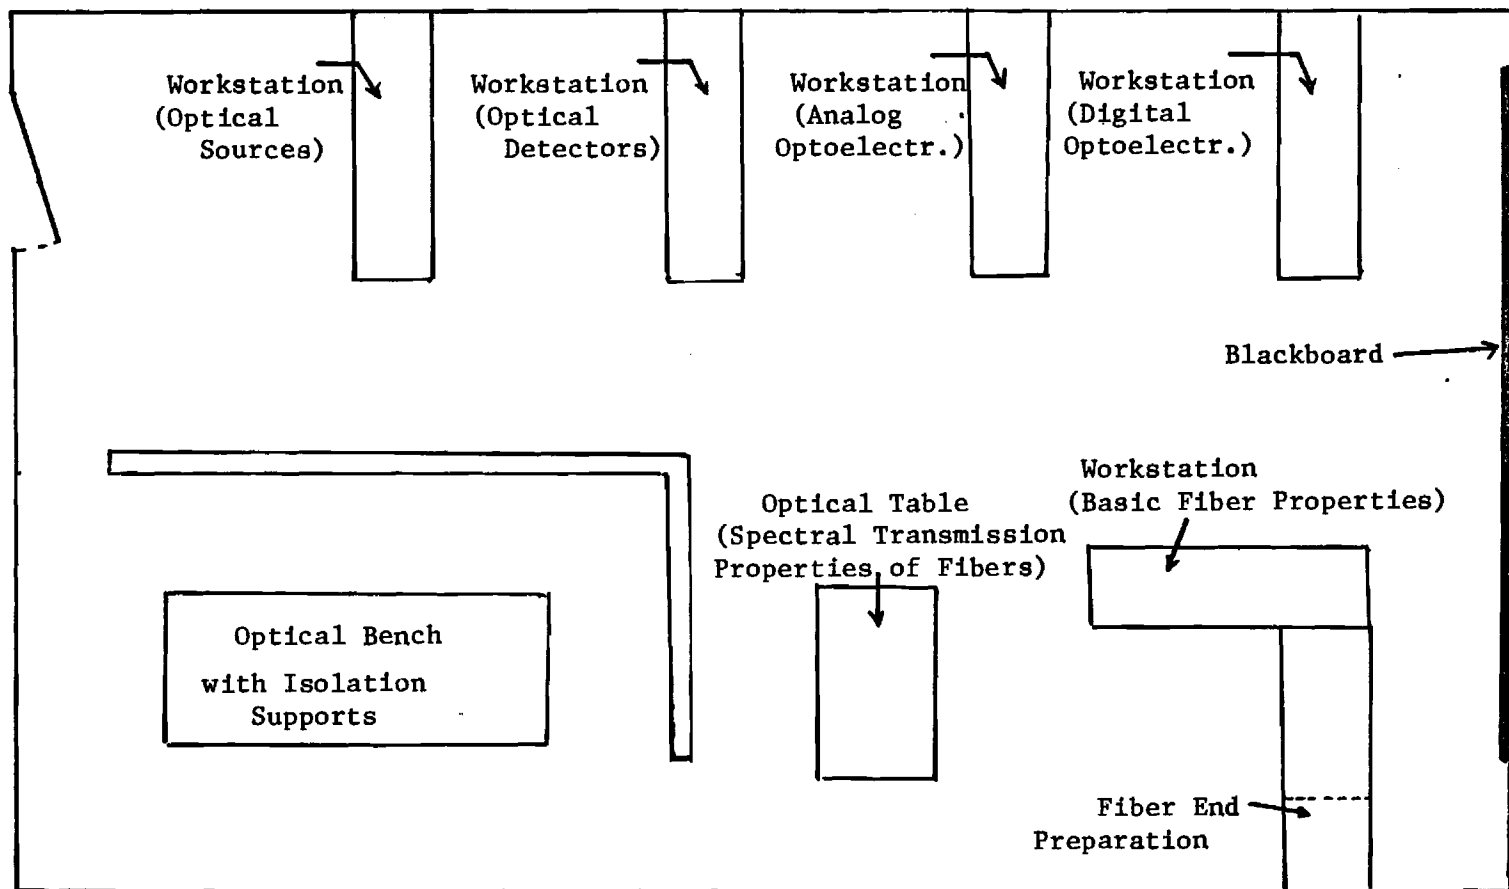 Workstation
(Optical
Sources)
Workstation
(Optical
Detectors)
Workstation
(Analog
Optoelectr.)
Workstation
(Digital
Optoelectr.)
Blackboard
Optical Bench
with Isolation
Supports
Optical Table
(Spectral Transmission
Properties of Fibers)
Workstation
(Basic Fiber Properties)
Fiber End
Preparation